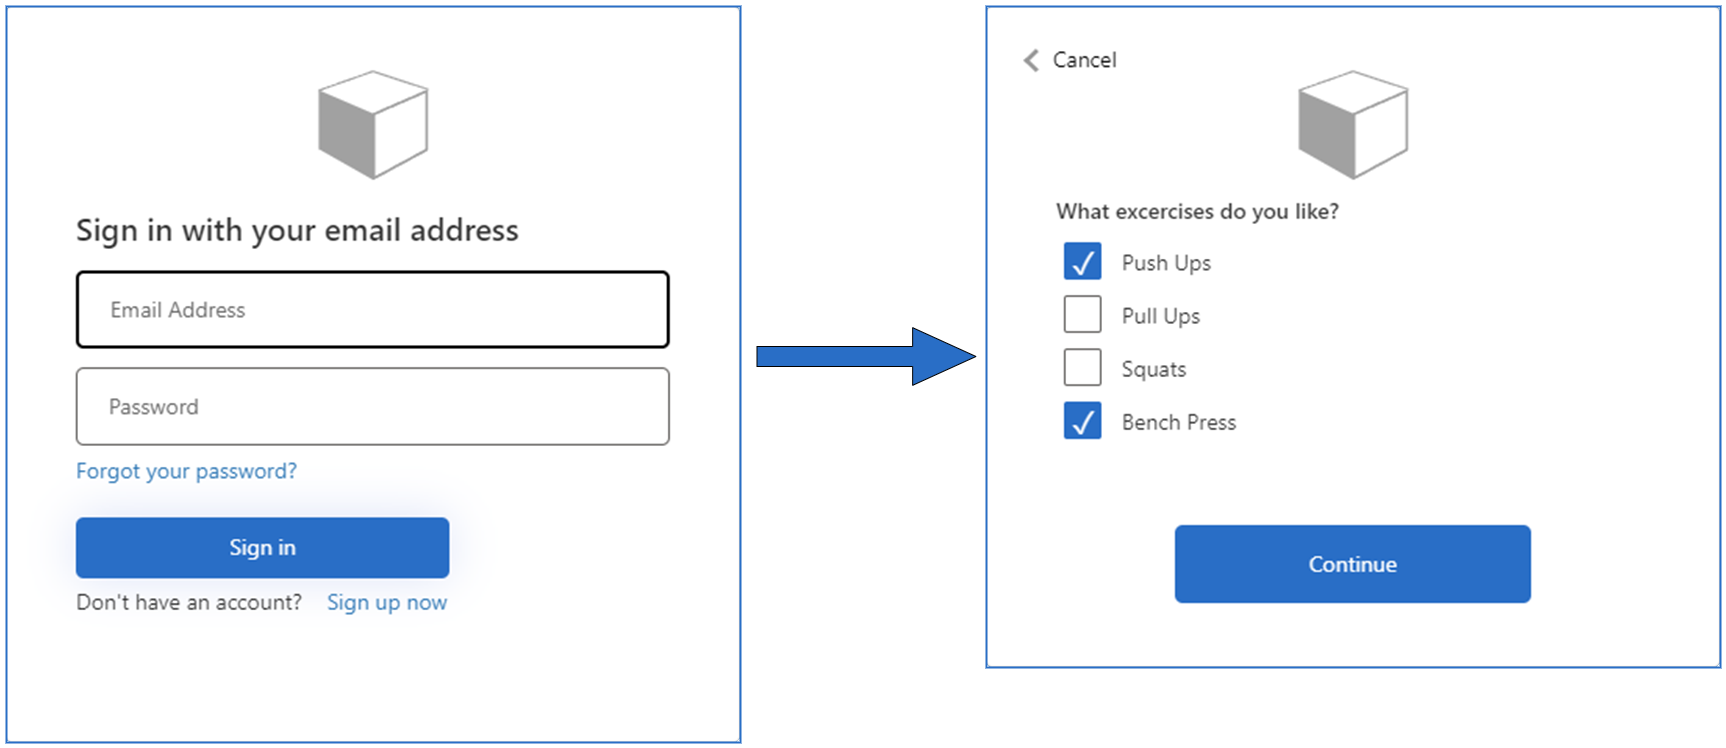 Sign in with your email address
Email Address
Password
Forgot your password?
Sign in
Don't have an account? Sign up now
Cancel
What excercises do you like?
Push Ups
Pull Ups
Squats
Bench Press
Continue